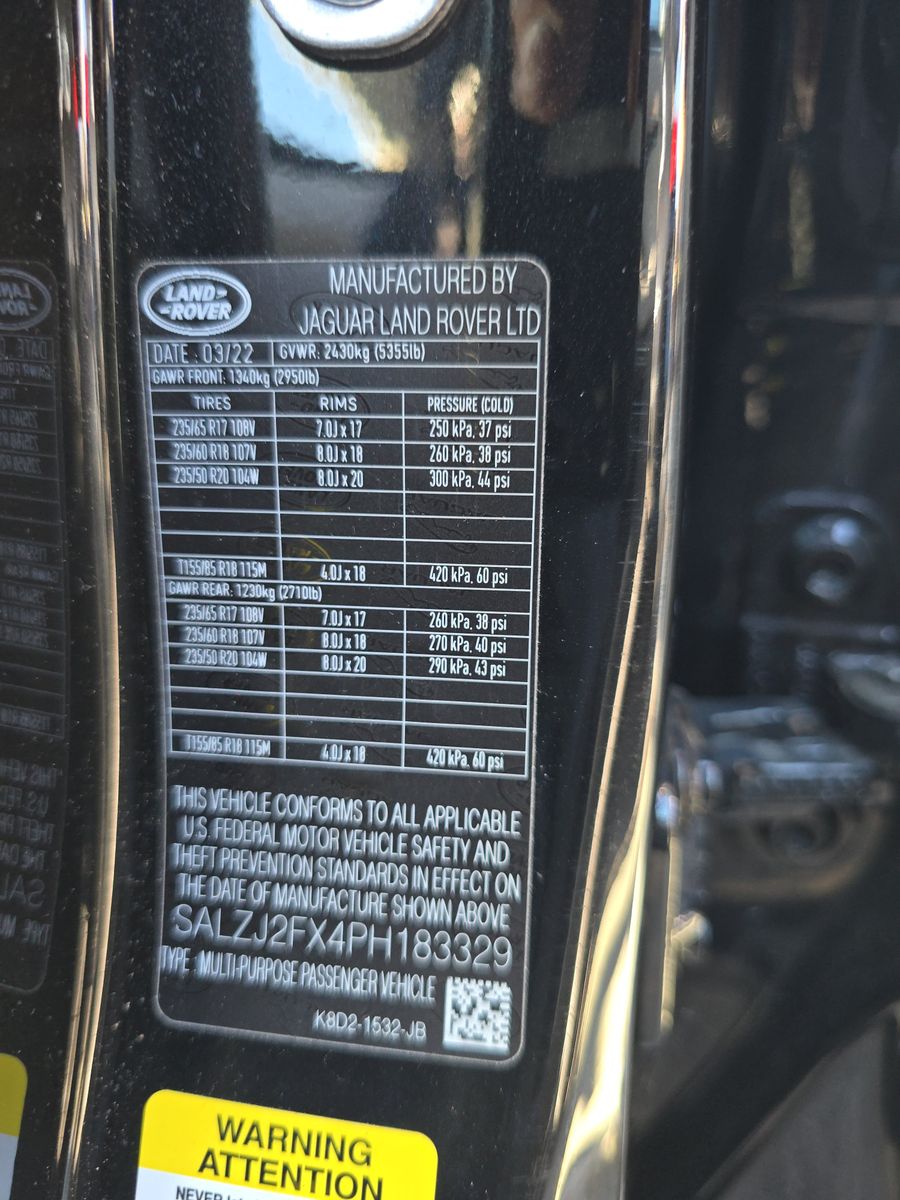 LAND-
-ROVER
MANUFACTURED BY
JAGUAR LAND ROVER LTD
DATE : 03/22 GVWR: 2430kg (5355lb)
GAWR FRONT: 1340kg (2950lb)
TIRES RIMS PRESSURE (COLD)
235/65 R17 108V 7.0J x 17 250 kPa, 37 psi
235/60 R18 107V 8.0J x 18 260 kPa, 38 psi
235/50 R20 104W 8.0J x 20 300 kPa, 44 psi
T155/85 R18 115M 4.0J x 18 420 kPa, 60 psi
GAWR REAR: 1230kg (2710lb)
235/65 R17 108V 7.0J x 17 260 kPa, 38 psi
235/60 R18 107V 8.0J x 18 270 kPa, 40 psi
235/50 R20 104W 8.0J x 20 290 kPa, 43 psi
T155/85 R18 115M 4.0J x 18 420 kPa, 60 psi
THIS VEHICLE CONFORMS TO ALL APPLICABLE
U.S. FEDERAL MOTOR VEHICLE SAFETY AND
THEFT PREVENTION STANDARDS IN EFFECT ON
THE DATE OF MANUFACTURE SHOWN ABOVE
SALZJ2FX4PH183329
TYPE : MULTI-PURPOSE PASSENGER VEHICLE
K8D2-1532-JB
WARNING
ATTENTION
NEVER